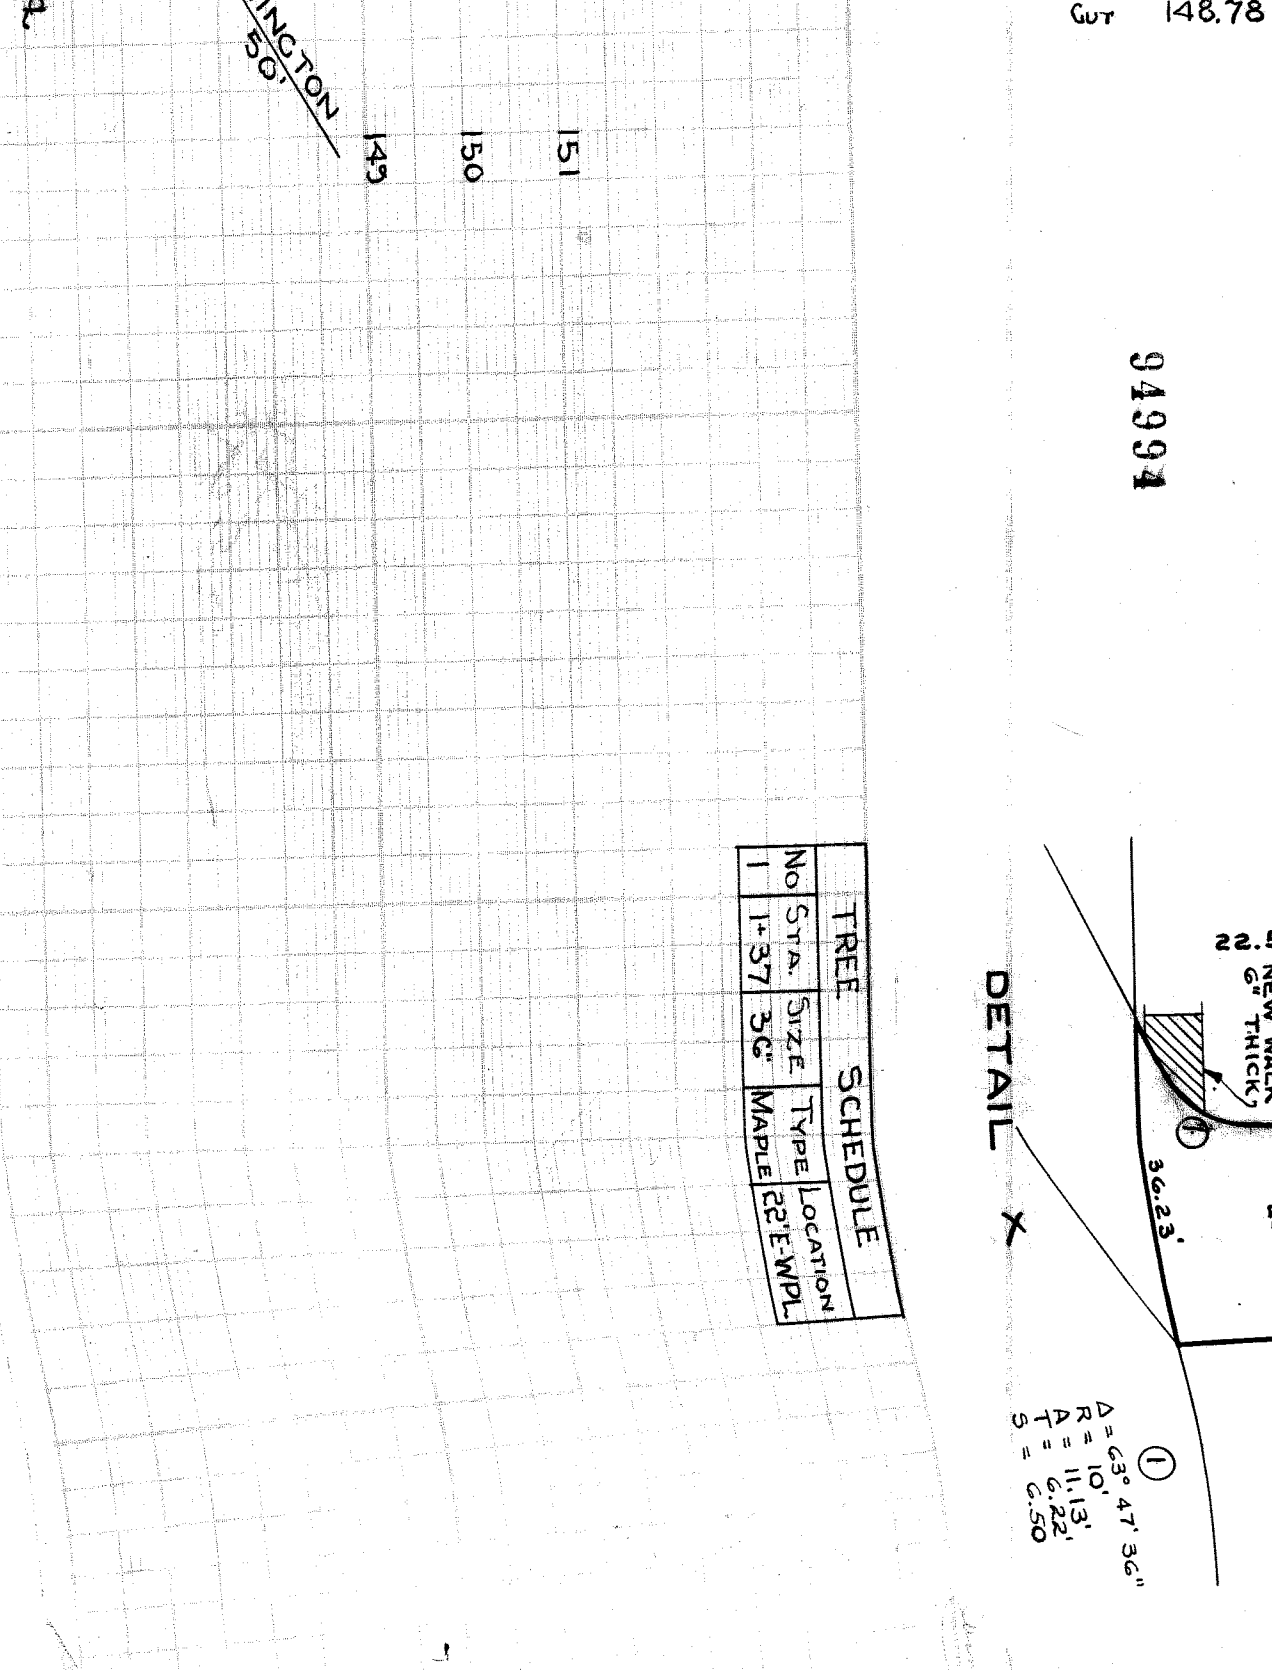 Cut 148.78
94994
22.5
NEW WALK
6" THICK
36.23'
DETAIL X
①
①
Δ = 63° 47' 36"
R = 10'
A = 11.13'
T = 6.22'
S = 6.50
TREE SCHEDULE
No STA. SIZE TYPE LOCATION
1 1+37 36" MAPLE 22'E-WPL
151
150
149
INGTON
50'